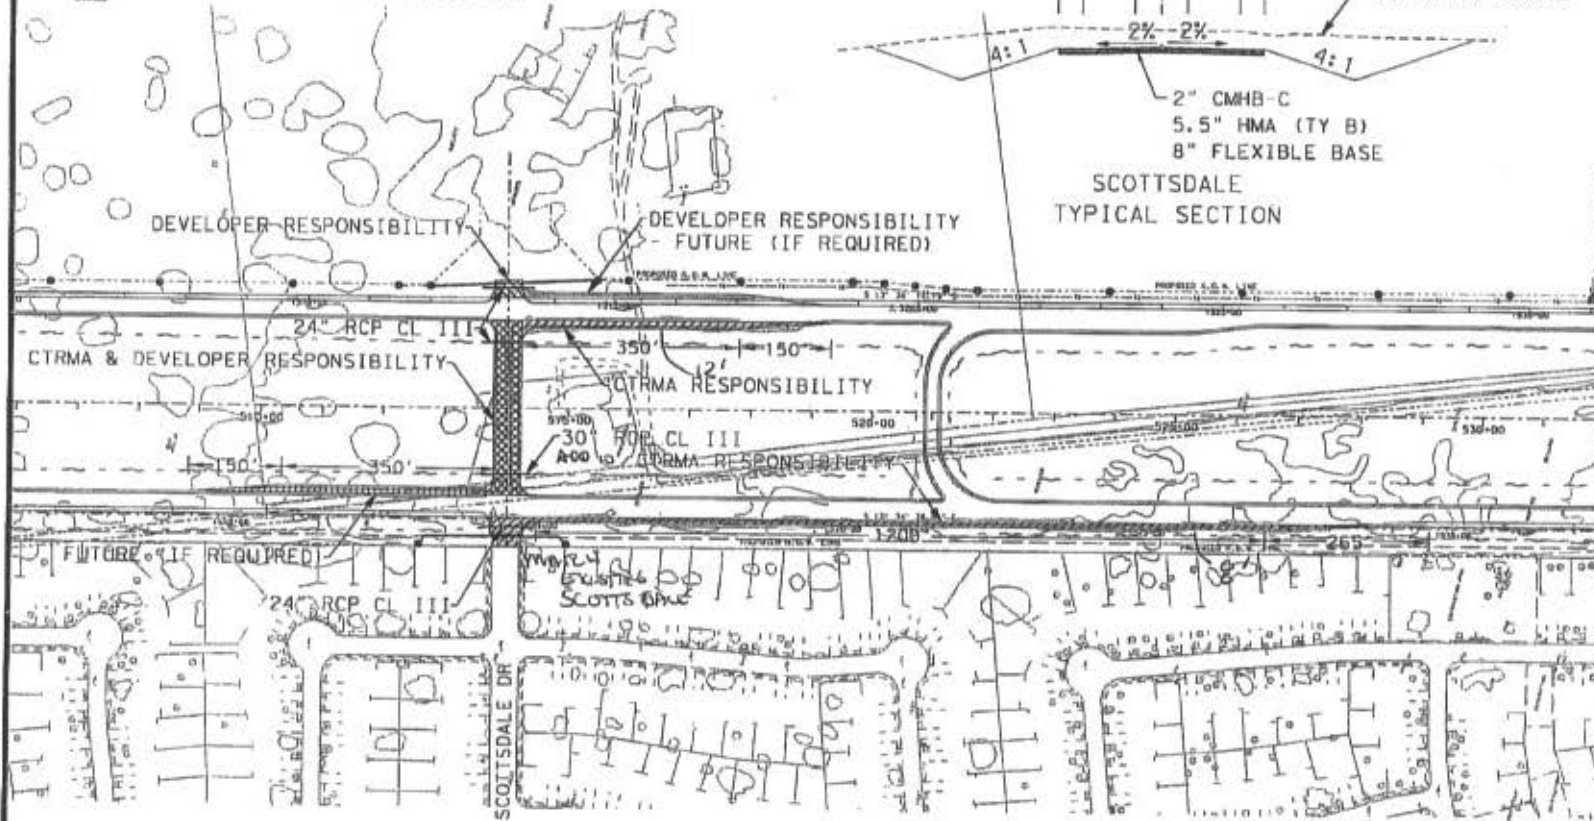 2% 2%
4:1
4:1
2" CMHB-C
5.5" HMA (TY B)
8" FLEXIBLE BASE
SCOTTSDALE
TYPICAL SECTION
DEVELOPER RESPONSIBILITY
DEVELOPER RESPONSIBILITY
- FUTURE (IF REQUIRED)
24" RCP CL III
350' 150'
12'
CTRMA & DEVELOPER RESPONSIBILITY
CTRMA RESPONSIBILITY
510+00
515+00
520+00
525+00
530+00
30" RCP CL III
CTRMA RESPONSIBILITY
150' 350'
1200
265'
FUTURE (IF REQUIRED)
MATCH
EXISTING
SCOTTSDALE
24" RCP CL III
SCOTTSDALE DR